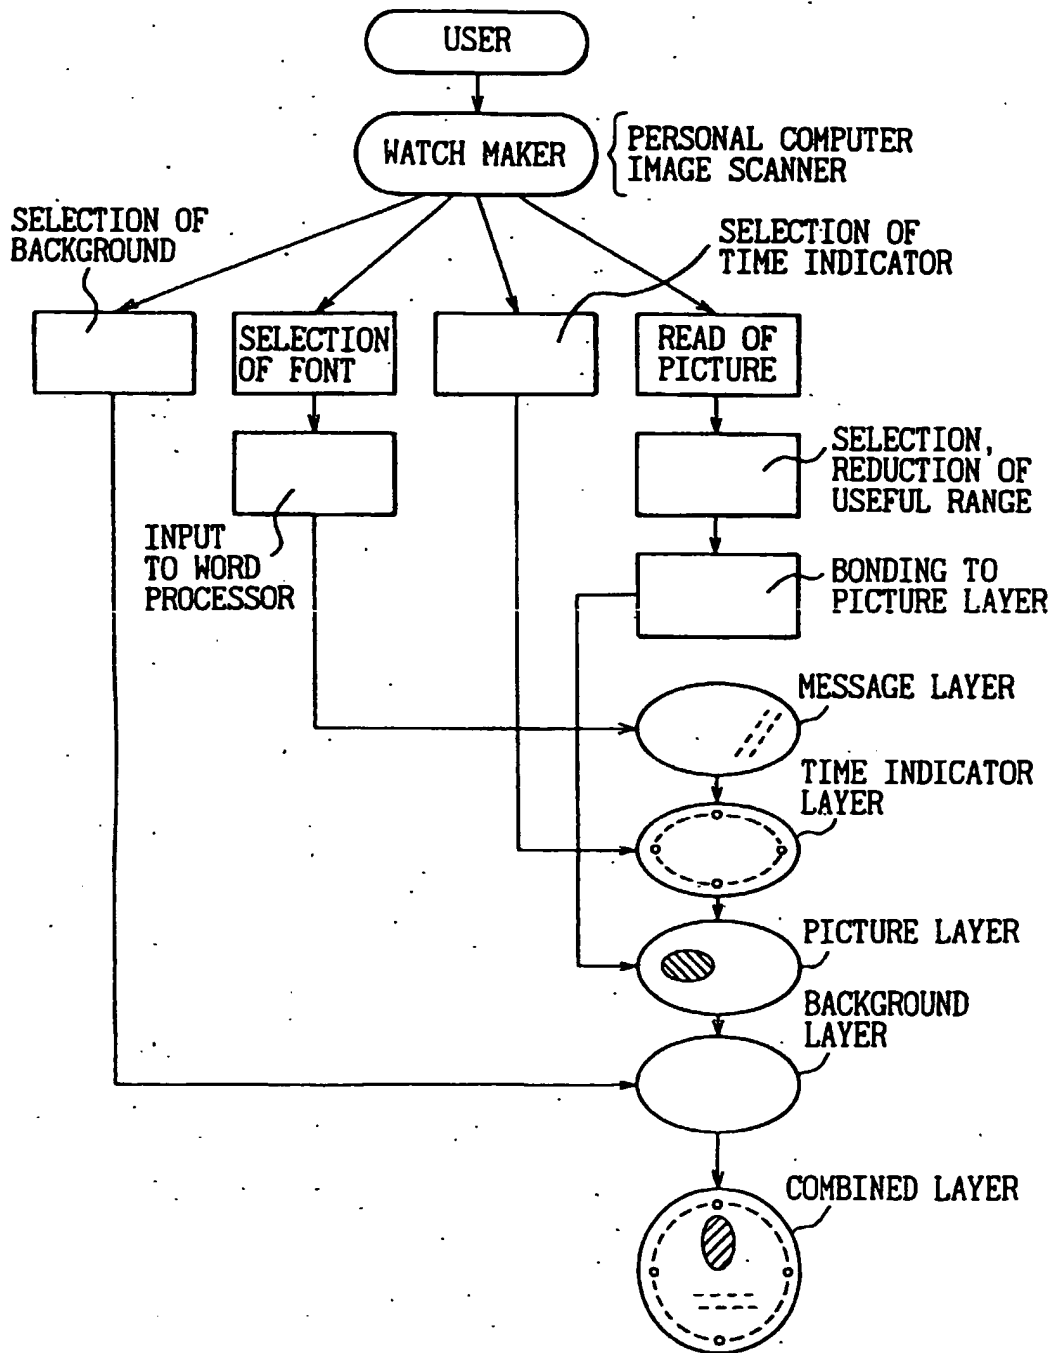 USER
WATCH MAKER
PERSONAL COMPUTER
IMAGE SCANNER
SELECTION OF
BACKGROUND
SELECTION OF
TIME INDICATOR
SELECTION
OF FONT
READ OF
PICTURE
SELECTION,
REDUCTION OF
USEFUL RANGE
INPUT
TO WORD
PROCESSOR
BONDING TO
PICTURE LAYER
MESSAGE LAYER
TIME INDICATOR
LAYER
PICTURE LAYER
BACKGROUND
LAYER
COMBINED LAYER